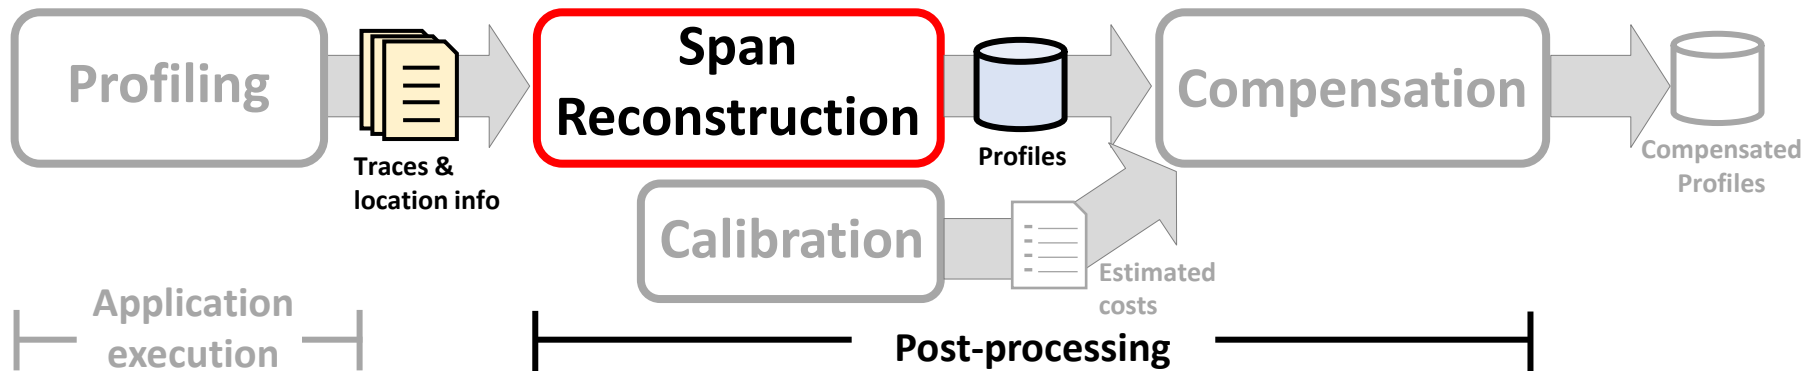 Profiling
Traces &
location info
Span
Reconstruction
Profiles
Compensation
Compensated
Profiles
Calibration
Estimated
costs
Application
execution
Post-processing